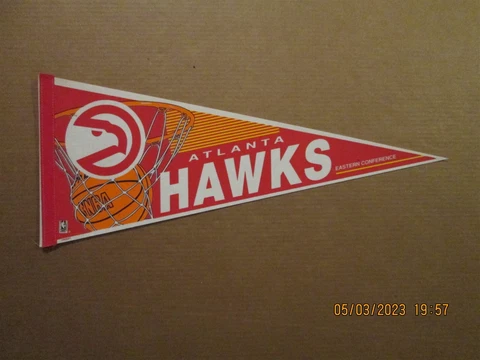 ATLANTA
HAWKS
EASTERN CONFERENCE
NBA
05/03/2023 19:57